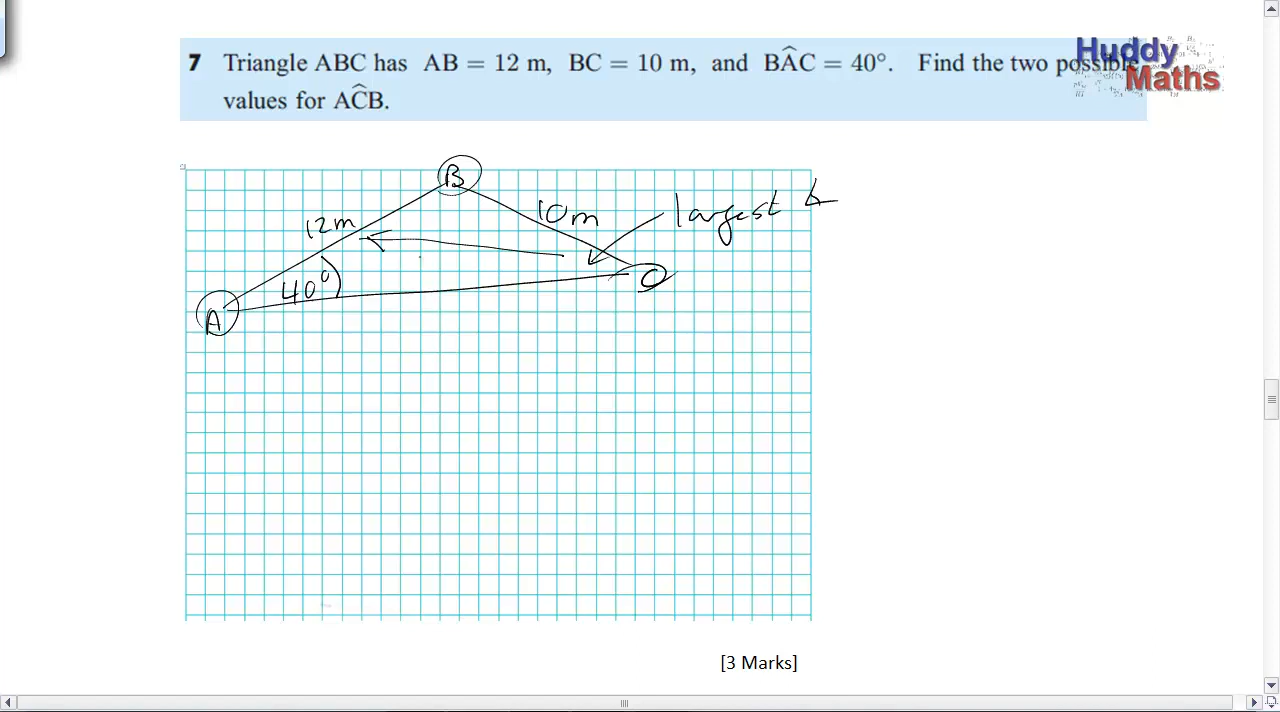 7 Triangle ABC has AB = 12 m, BC = 10 m, and BÂC = 40°. Find the two possible
values for AĈB.
Huddy
Maths
B
12m
10m
largest
40°
C
A
[3 Marks]